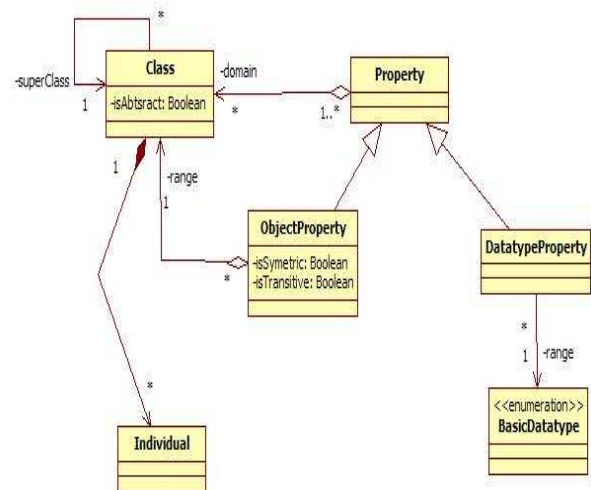 *
Class
-isAbtsract: Boolean
-superClass
1
-domain
*
Property
1..*
1
-range
1
ObjectProperty
-isSymetric: Boolean
-isTransitive: Boolean
*
DatatypeProperty
*
1
-range
<<enumeration>>
BasicDatatype
*
Individual